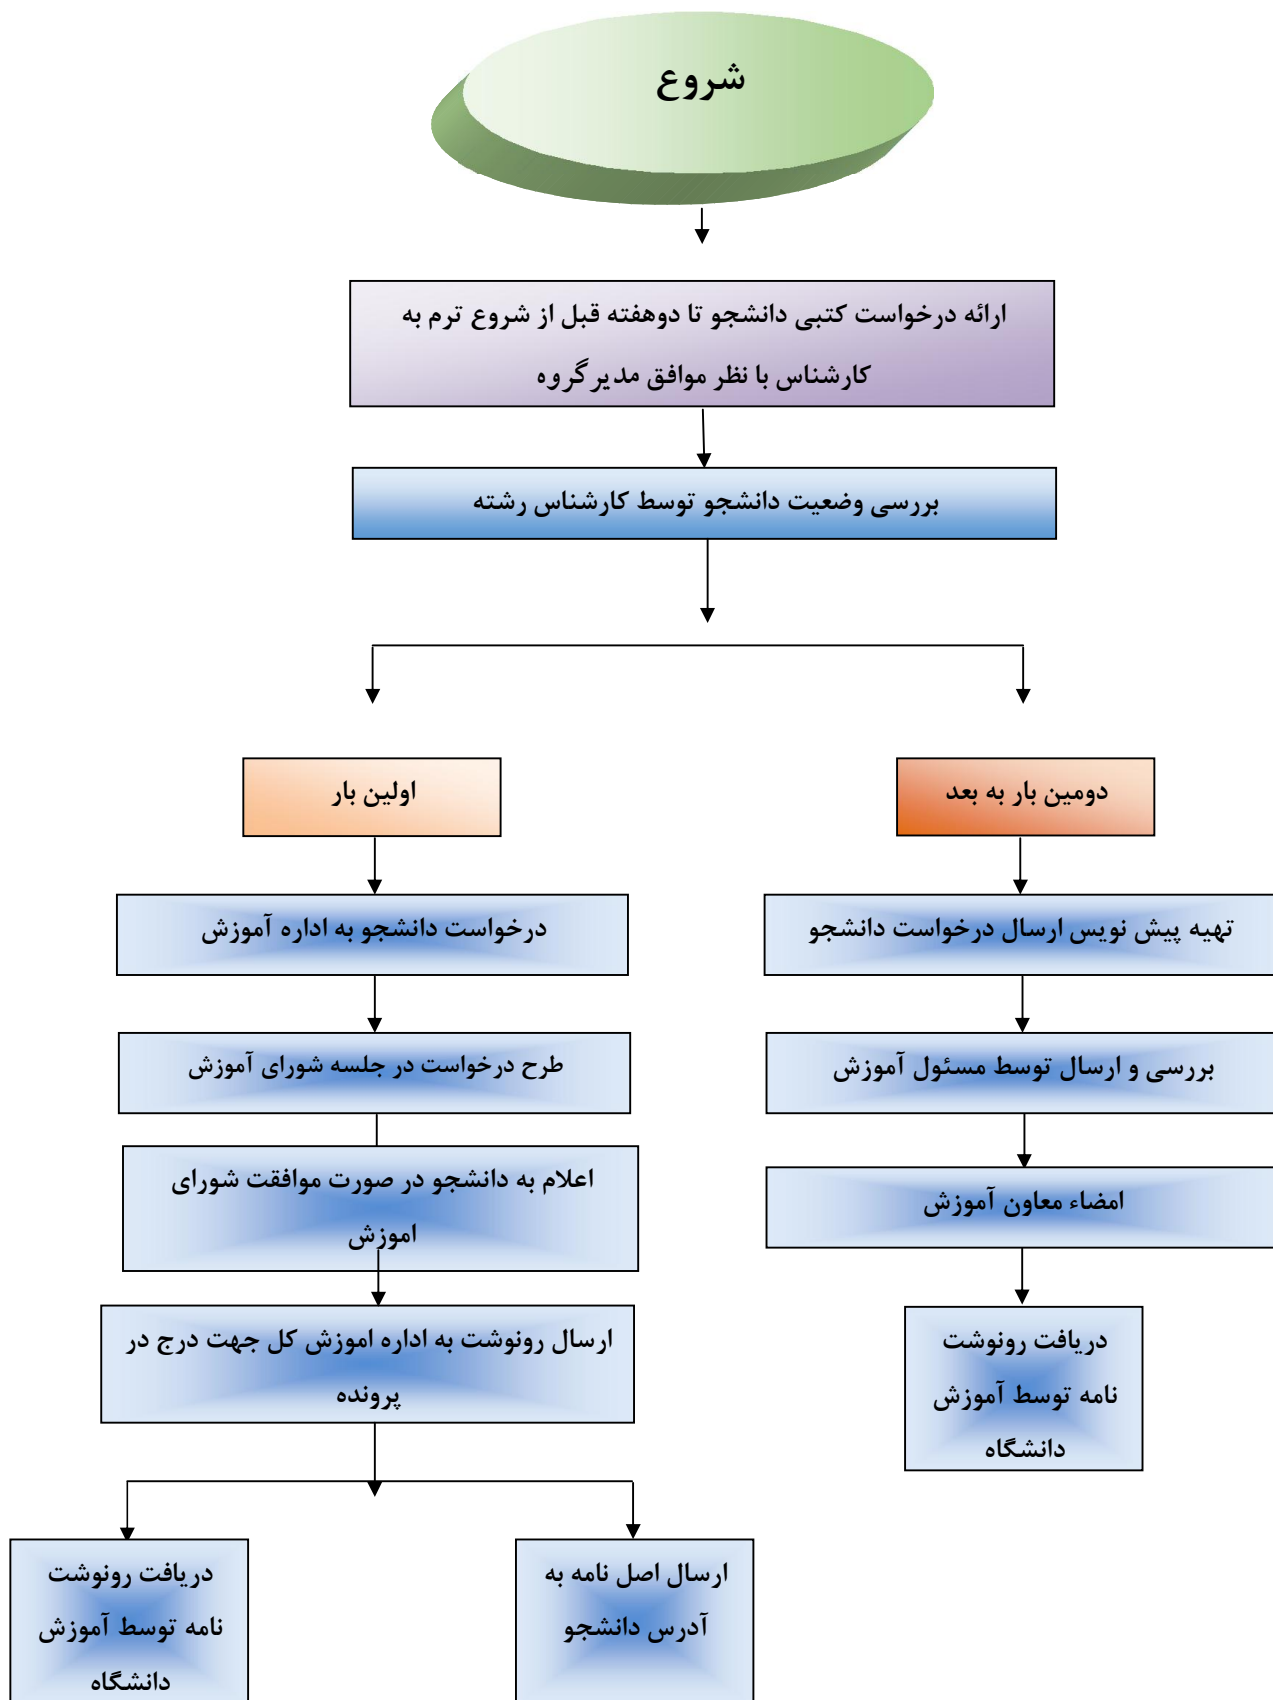 شروع
ارائه درخواست کتبی دانشجو تا دوهفته قبل از شروع ترم به
کارشناس با نظر موافق مدیرگروه
بررسی وضعیت دانشجو توسط کارشناس رشته
دومین بار به بعد
تهیه پیش نویس ارسال درخواست دانشجو
بررسی و ارسال توسط مسئول آموزش
امضاء معاون آموزش
دریافت رونوشت
نامه توسط آموزش
دانشگاه
اولین بار
درخواست دانشجو به اداره آموزش
طرح درخواست در جلسه شورای آموزش
اعلام به دانشجو در صورت موافقت شورای
اموزش
ارسال رونوشت به اداره اموزش کل جهت درج در
پرونده
ارسال اصل نامه به
آدرس دانشجو
دریافت رونوشت
نامه توسط آموزش
دانشگاه